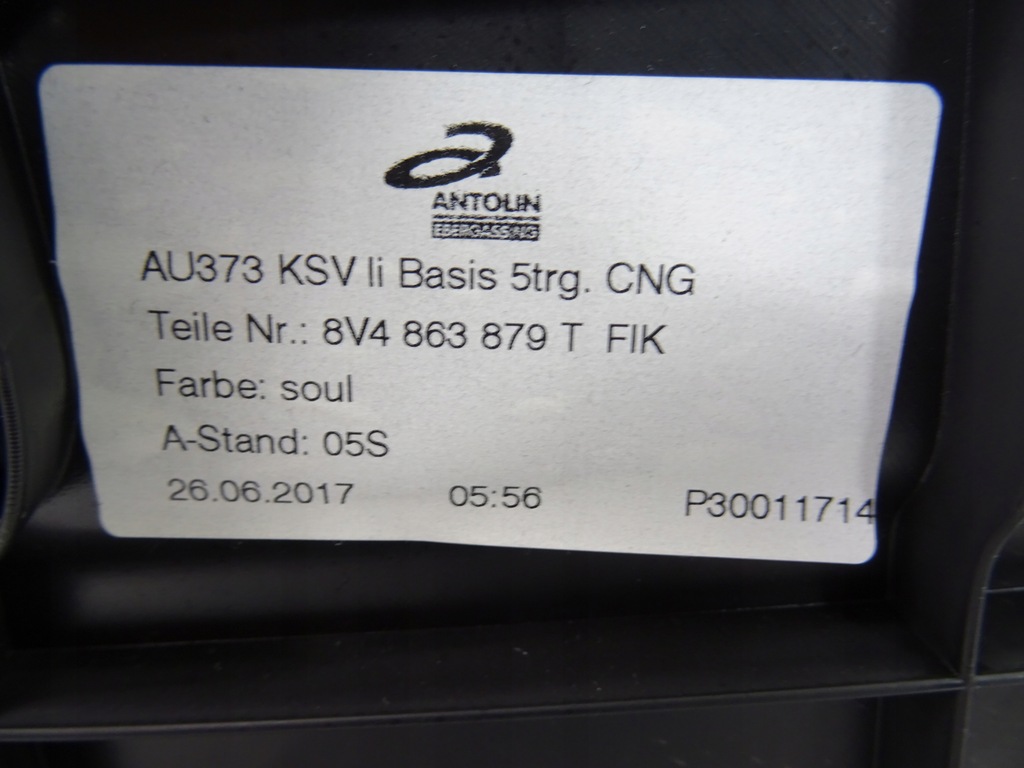 ANTOLIN
EBERGASSING
AU373 KSV li Basis 5trg. CNG
Teile Nr.: 8V4 863 879 T FIK
Farbe: soul
A-Stand: 05S
26.06.2017 05:56 P30011714